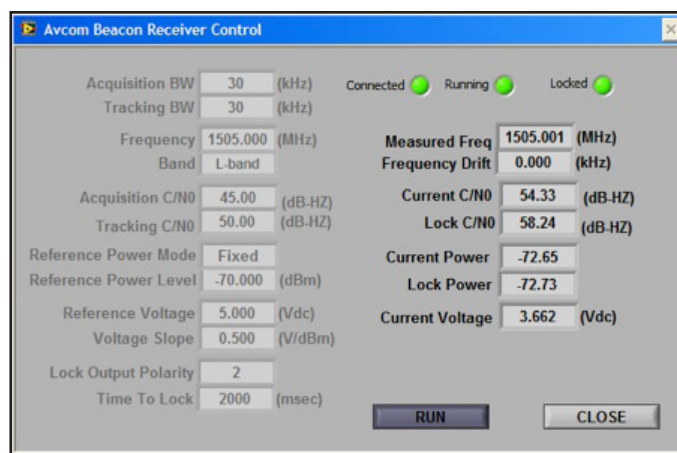 Avcom Beacon Receiver Control
Acquisition BW 30 (kHz)
Tracking BW 30 (kHz)
Frequency 1505.000 (MHz)
Band L-band
Acquisition C/N0 45.00 (dB-HZ)
Tracking C/N0 50.00 (dB-HZ)
Reference Power Mode Fixed
Reference Power Level -70.000 (dBm)
Reference Voltage 5.000 (Vdc)
Voltage Slope 0.500 (V/dBm)
Lock Output Polarity 2
Time To Lock 2000 (msec)
Connected Running Locked
Measured Freq 1505.001 (MHz)
Frequency Drift 0.000 (kHz)
Current C/N0 54.33 (dB-HZ)
Lock C/N0 58.24 (dB-HZ)
Current Power -72.65
Lock Power -72.73
Current Voltage 3.662 (Vdc)
RUN CLOSE